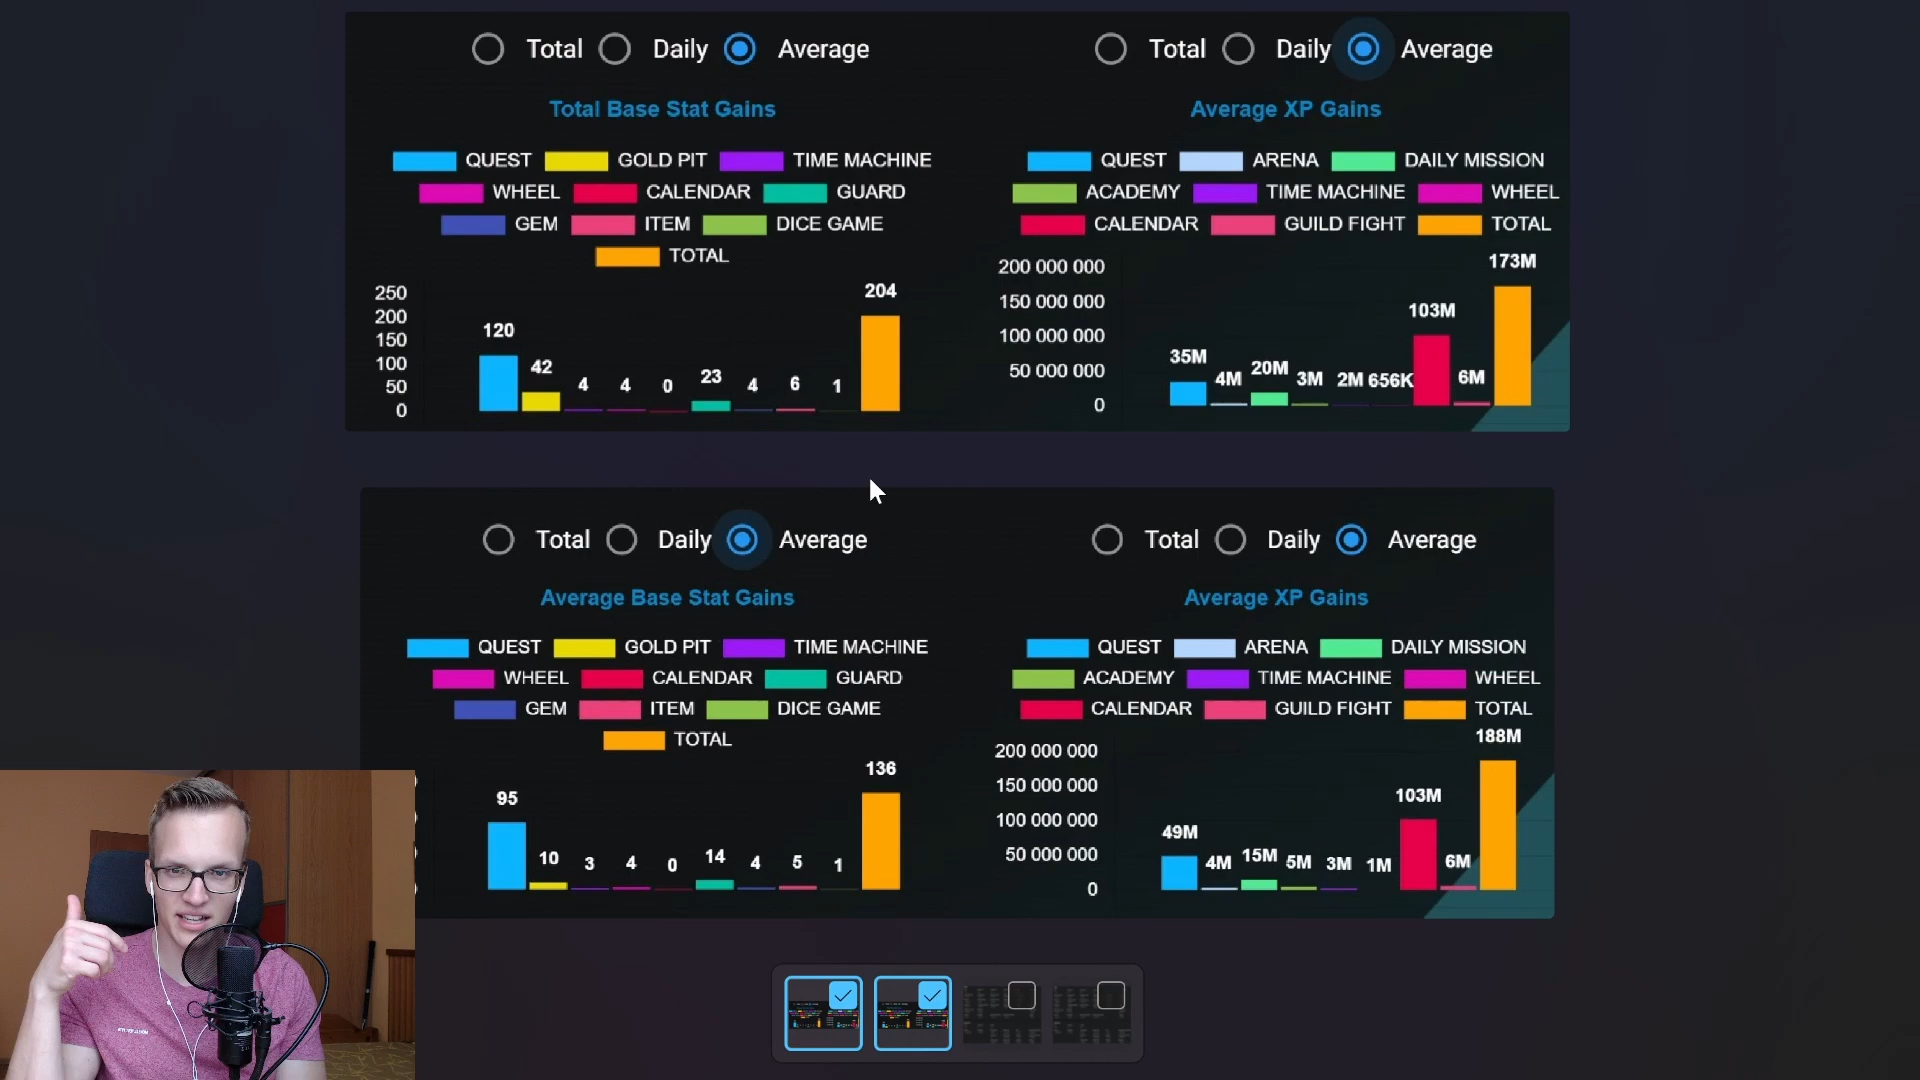 Total Daily Average
Total Base Stat Gains
QUEST GOLD PIT TIME MACHINE
WHEEL CALENDAR GUARD
GEM ITEM DICE GAME
TOTAL
250
200
150
100
50
0
120 42 4 4 0 23 4 6 1 204
Total Daily Average
Average XP Gains
QUEST ARENA DAILY MISSION
ACADEMY TIME MACHINE WHEEL
CALENDAR GUILD FIGHT TOTAL
200 000 000
150 000 000
100 000 000
50 000 000
0
35M 4M 20M 3M 2M 656K 103M 6M 173M
Total Daily Average
Average Base Stat Gains
QUEST GOLD PIT TIME MACHINE
WHEEL CALENDAR GUARD
GEM ITEM DICE GAME
TOTAL
95 10 3 4 0 14 4 5 1 136
Total Daily Average
Average XP Gains
QUEST ARENA DAILY MISSION
ACADEMY TIME MACHINE WHEEL
CALENDAR GUILD FIGHT TOTAL
200 000 000
150 000 000
100 000 000
50 000 000
0
49M 4M 15M 5M 3M 1M 103M 6M 188M